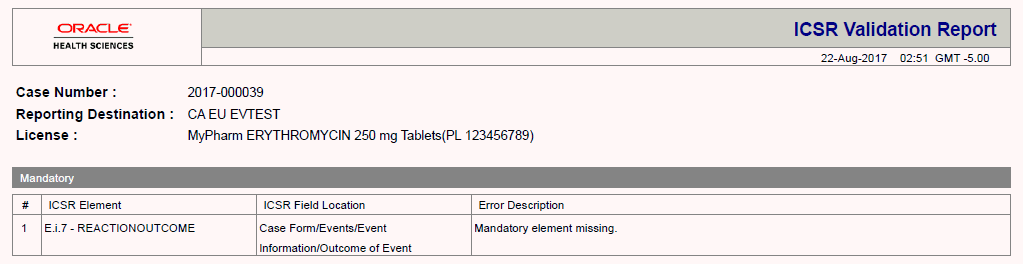 ORACLE
HEALTH SCIENCES
ICSR Validation Report
22-Aug-2017 02:51 GMT -5.00
Case Number : 2017-000039
Reporting Destination : CA EU EVTEST
License : MyPharm ERYTHROMYCIN 250 mg Tablets(PL 123456789)
Mandatory
# ICSR Element ICSR Field Location Error Description
1 E.i.7 - REACTIONOUTCOME Case Form/Events/Event Mandatory element missing.
Information/Outcome of Event